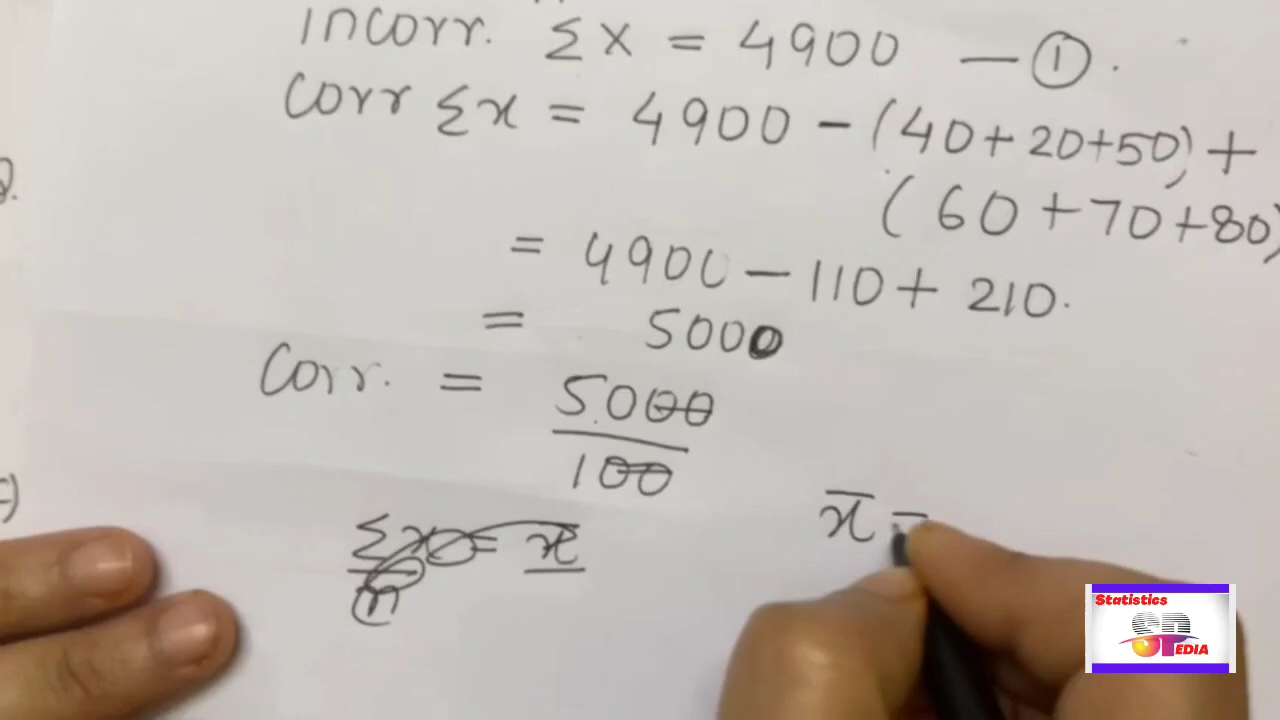 incorr. Σx = 4900 — ①.
Corr Σx = 4900 - (40+20+50) +
(60+70+80)
= 4900 - 110 + 210.
= 5000
Corr. = 5000
100
Σx = x
n
x̄ =
Statistics
PEDIA